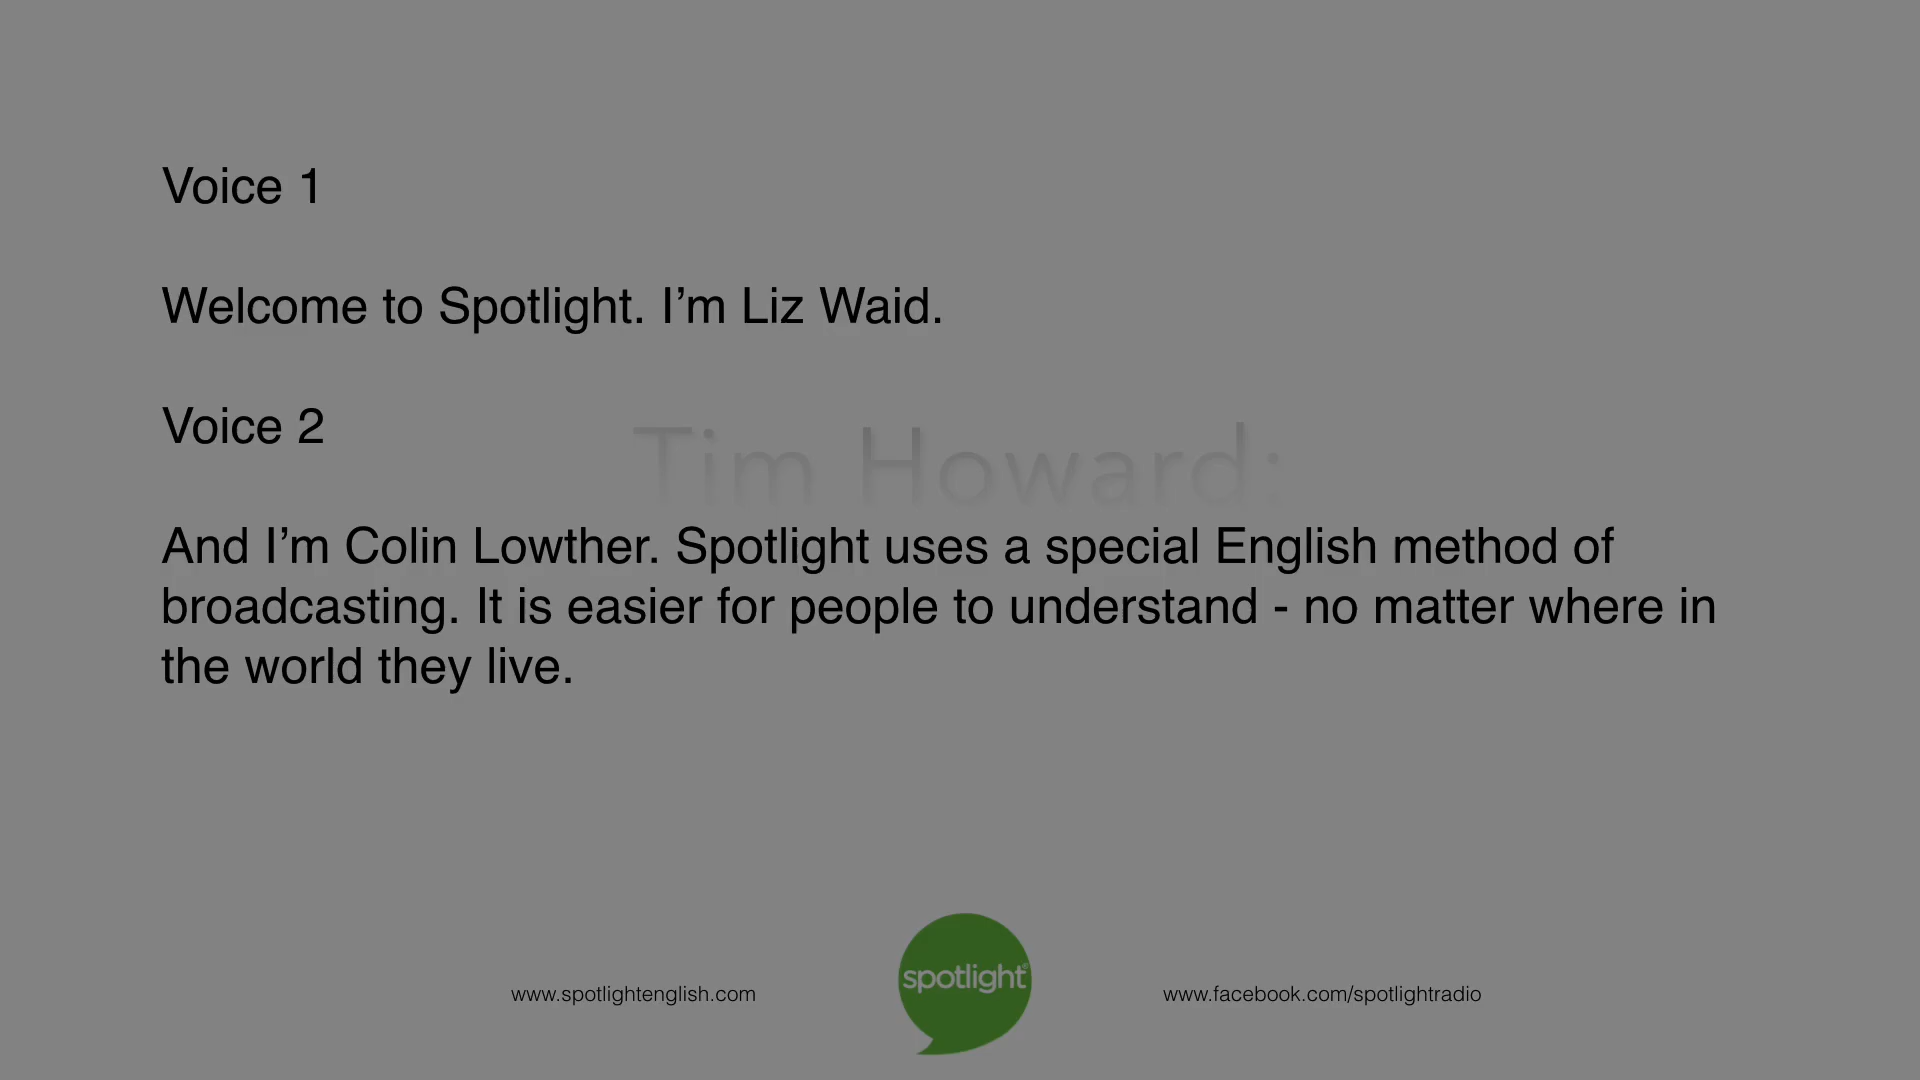 Voice 1
Welcome to Spotlight. I’m Liz Waid.
Voice 2
Tim Howard:
And I’m Colin Lowther. Spotlight uses a special English method of
broadcasting. It is easier for people to understand - no matter where in
the world they live.
spotlight®
www.spotlightenglish.com
www.facebook.com/spotlightradio